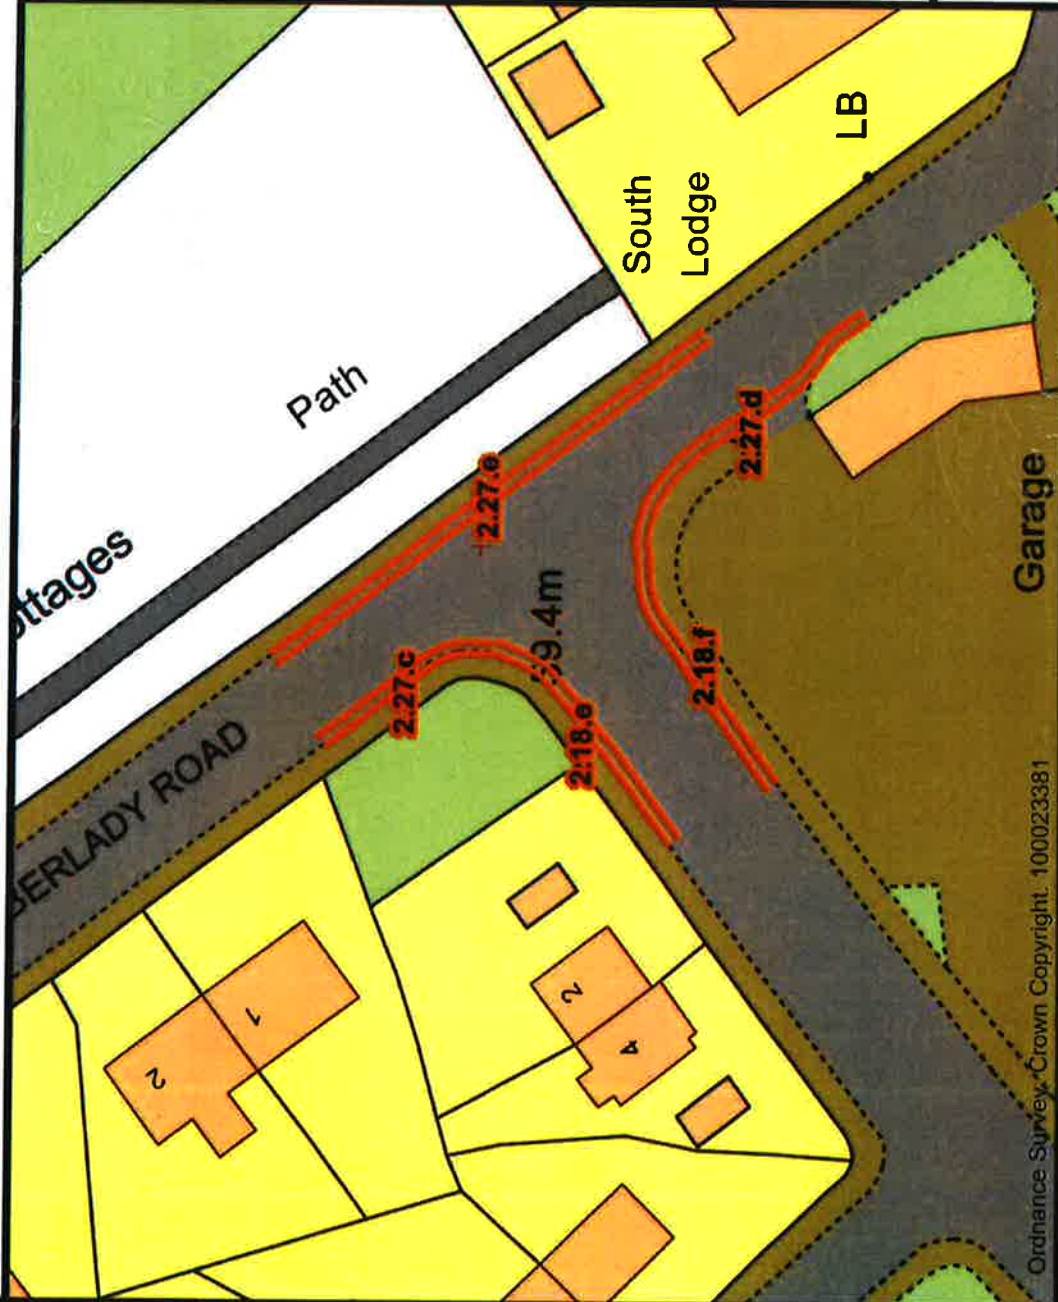 ottages
Path
South
Lodge
LB
2.27.e
2.27.d
9.4m
2.27.c
2.18.e
2.18.f
BERLADY ROAD
Garage
2
1
2
4
Ordnance Survey, Crown Copyright. 100023381